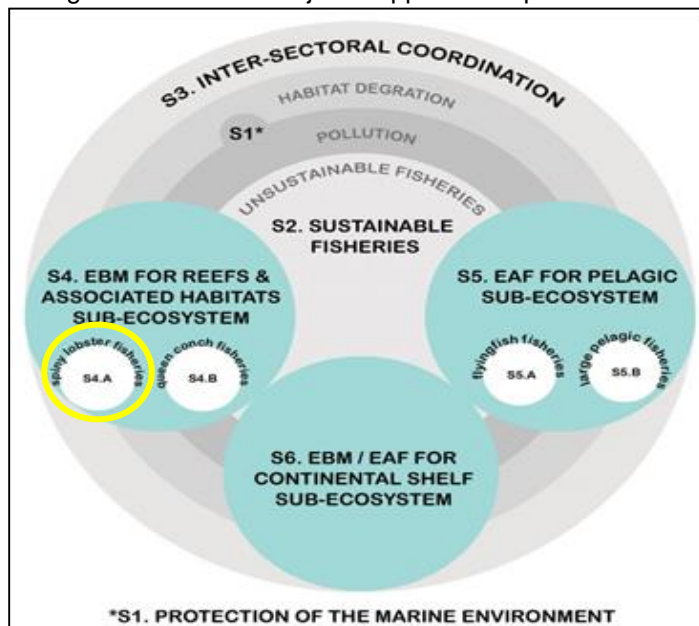 S3. INTER-SECTORAL COORDINATION
HABITAT DEGRATION
S1*
POLLUTION
UNSUSTAINABLE FISHERIES
S2. SUSTAINABLE
FISHERIES
S4. EBM FOR REEFS &
ASSOCIATED HABITATS
SUB-ECOSYSTEM
spiny lobster fisheries
S4.A
queen conch fisheries
S4.B
S5. EAF FOR PELAGIC
SUB-ECOSYSTEM
flyingfish fisheries
S5.A
large pelagic fisheries
S5.B
S6. EBM / EAF FOR
CONTINENTAL SHELF
SUB-ECOSYSTEM
*S1. PROTECTION OF THE MARINE ENVIRONMENT